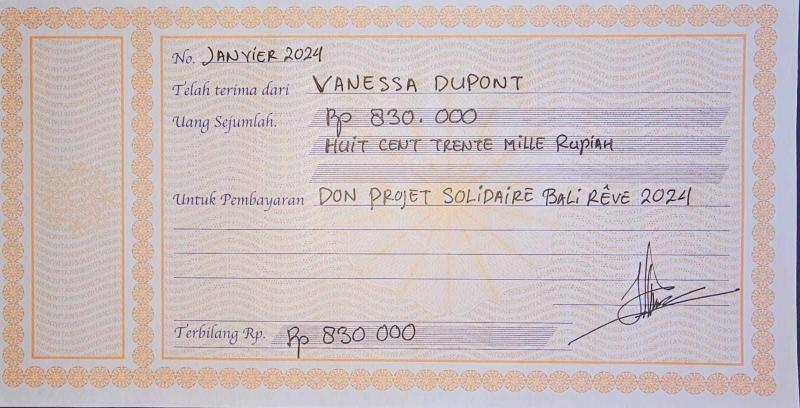 No. JANVIER 2024
Telah terima dari VANESSA DUPONT
Uang Sejumlah. Rp 830.000
HUIT CENT TRENTE MILLE RupiAH
Untuk Pembayaran DON PROJET SOLIDAIRE BALI RÊVE 2024
Terbilang Rp. Rp 830 000